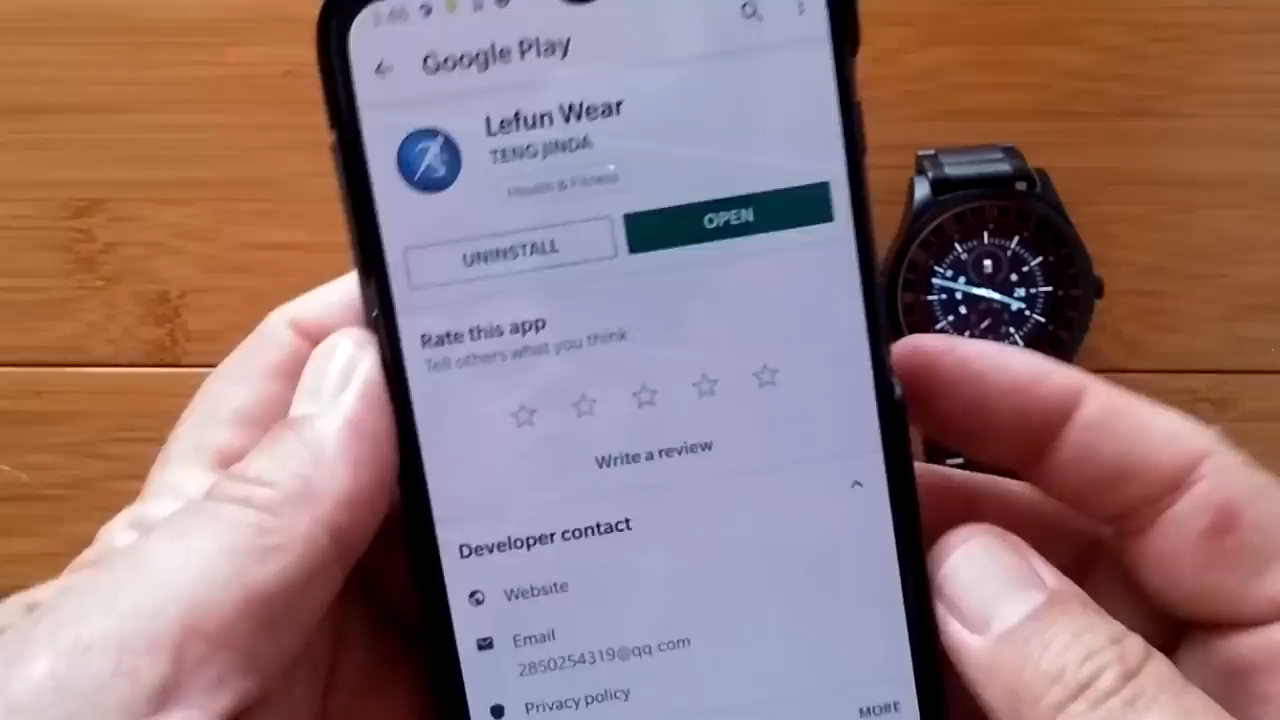 Google Play
Lefun Wear
TENG JINDA
Health & Fitness
UNINSTALL
OPEN
Rate this app
Tell others what you think
Write a review
Developer contact
Website
Email
2850254319@qq.com
Privacy policy
MORE